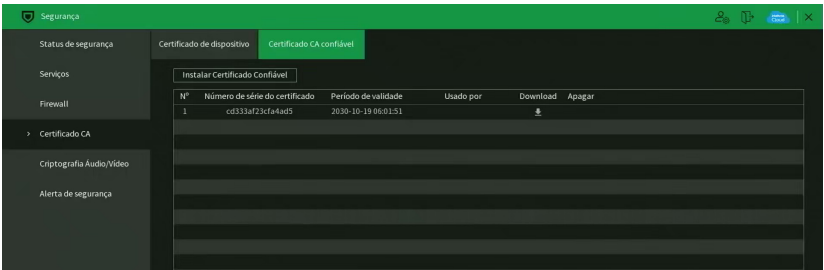 Segurança
Status de segurança
Serviços
Firewall
Certificado CA
Criptografia Áudio/Vídeo
Alerta de segurança
Certificado de dispositivo
Certificado CA confiável
Instalar Certificado Confiável
Nº Número de série do certificado Período de validade Usado por Download Apagar
1 cd333af23cfa4ad5 2030-10-19 06:01:51